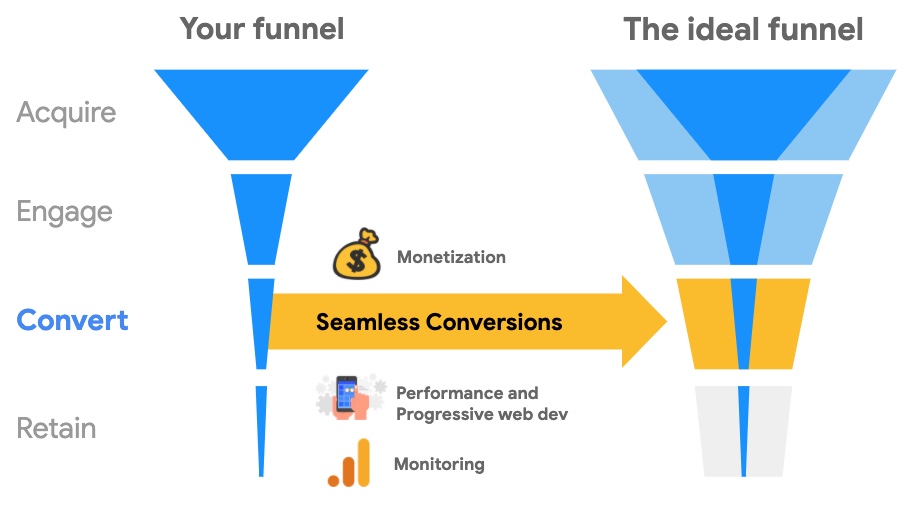 Your funnel
The ideal funnel
Acquire
Engage
$
Monetization
Convert
Seamless Conversions
Performance and
Progressive web dev
Retain
Monitoring